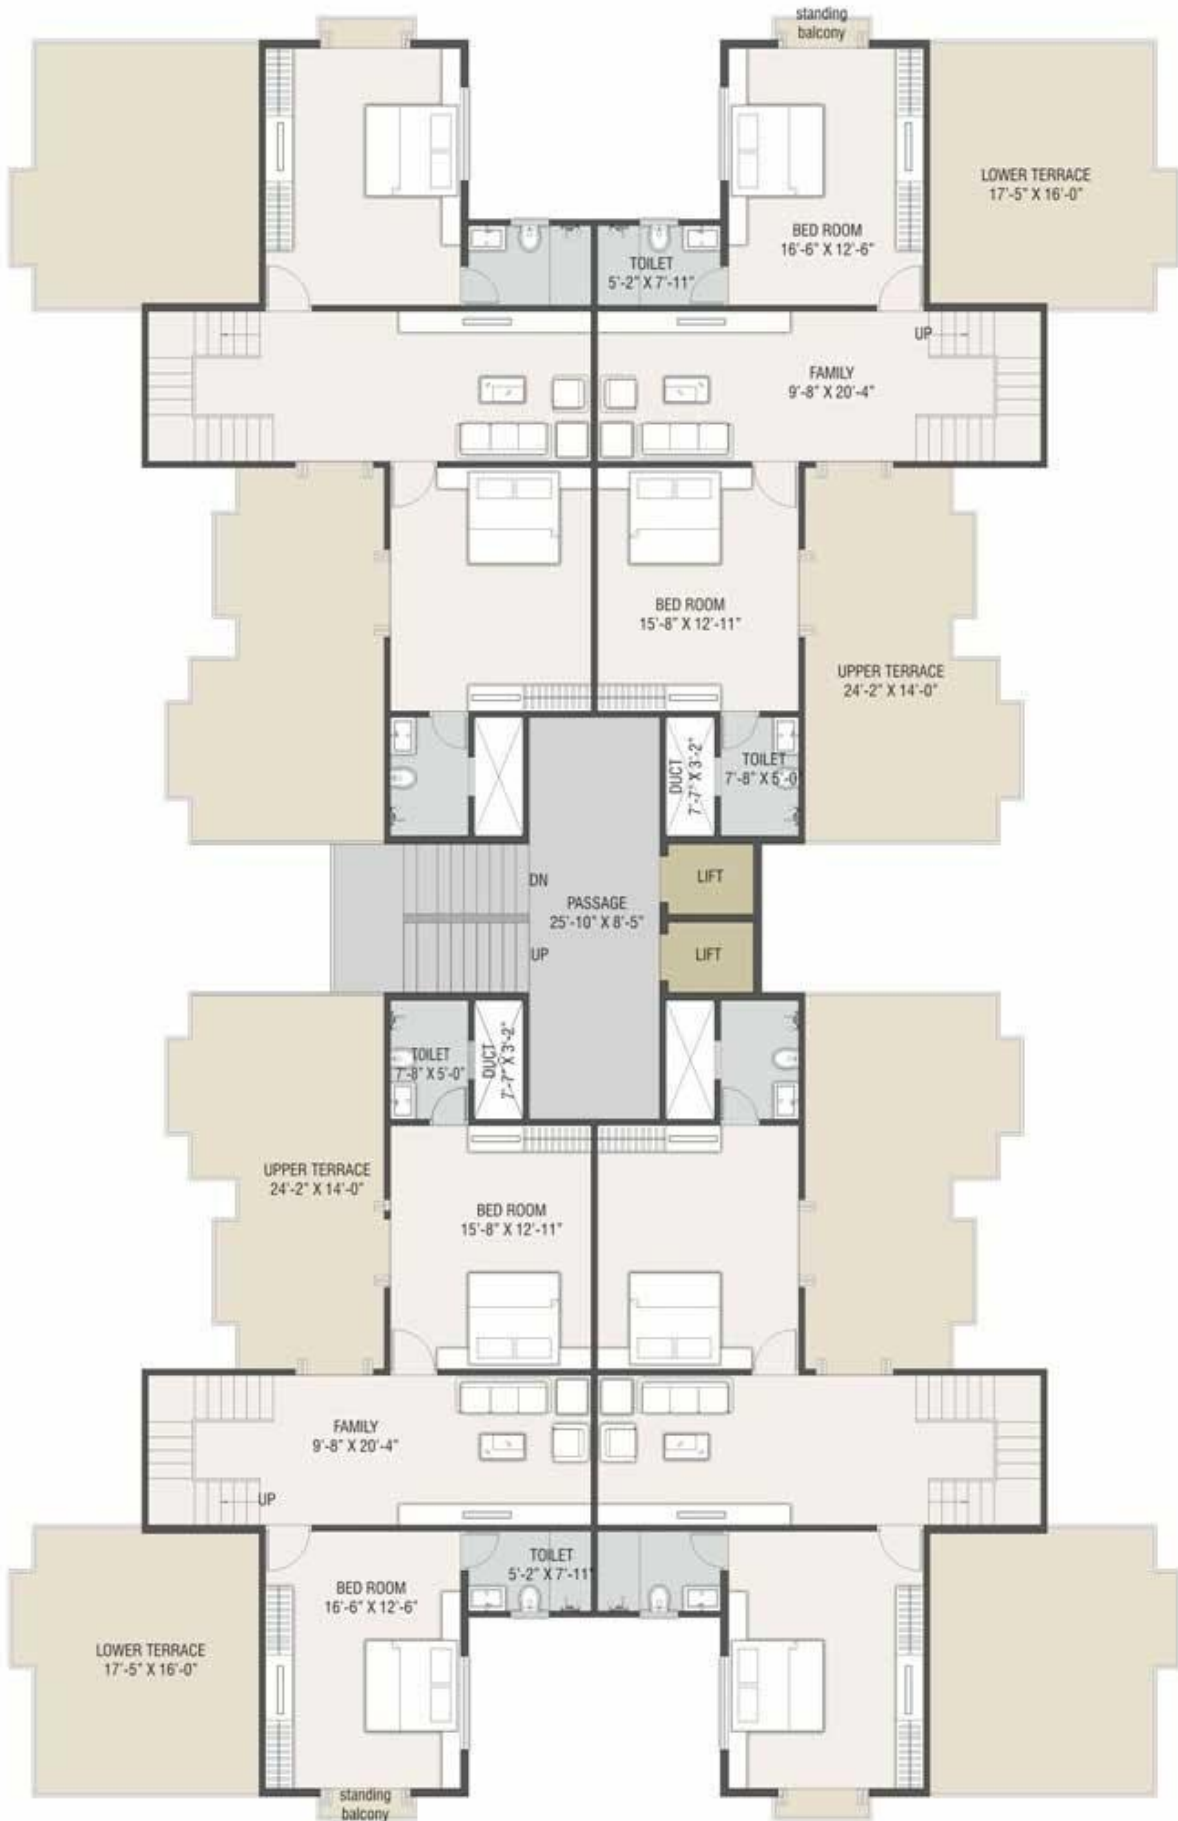 standing
balcony
LOWER TERRACE
17'-5" X 16'-0"
BED ROOM
16'-6" X 12'-6"
TOILET
5'-2" X 7'-11"
UP
FAMILY
9'-8" X 20'-4"
BED ROOM
15'-8" X 12'-11"
UPPER TERRACE
24'-2" X 14'-0"
DUCT
7'-7" X 3'-2"
TOILET
7'-8" X 5'-0"
DN
PASSAGE
25'-10" X 8'-5"
LIFT
UP
LIFT
TOILET
7'-8" X 5'-0"
DUCT
7'-7" X 3'-2"
UPPER TERRACE
24'-2" X 14'-0"
BED ROOM
15'-8" X 12'-11"
FAMILY
9'-8" X 20'-4"
UP
TOILET
5'-2" X 7'-11"
BED ROOM
16'-6" X 12'-6"
LOWER TERRACE
17'-5" X 16'-0"
standing
balcony